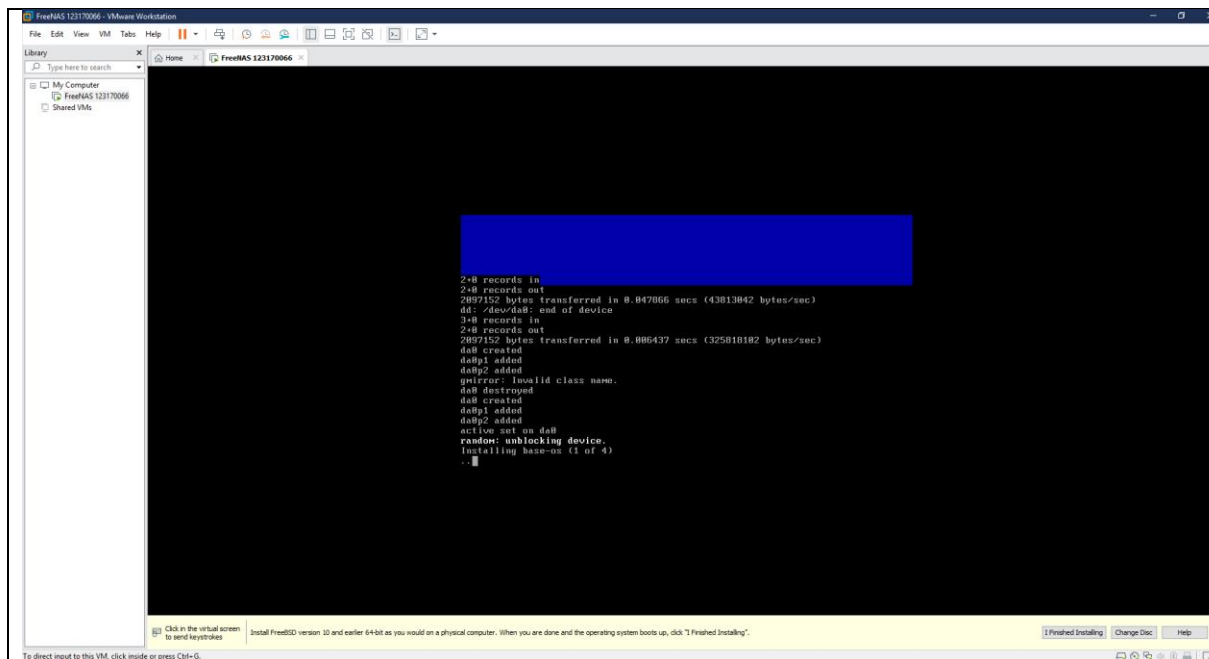 FreeNAS 123170066 - VMware Workstation
File Edit View VM Tabs Help
Library
Home
FreeNAS 123170066
Type here to search
My Computer
FreeNAS 123170066
Shared VMs
2+0 records in
2+0 records out
2097152 bytes transferred in 0.047866 secs (43813042 bytes/sec)
dd: /dev/da0: end of device
3+0 records in
2+0 records out
2097152 bytes transferred in 0.006437 secs (325818102 bytes/sec)
da0 created
da0p1 added
da0p2 added
gmirror: Invalid class name.
da0 destroyed
da0 created
da0p1 added
da0p2 added
active set on da0
random: unblocking device.
Installing base-os (1 of 4)
..
Click in the virtual screen
to send keystrokes
Install FreeBSD version 10 and earlier 64-bit as you would on a physical computer. When you are done and the operating system boots up, click "I Finished Installing".
I Finished Installing
Change Disc
Help
To direct input to this VM, click inside or press Ctrl+G.